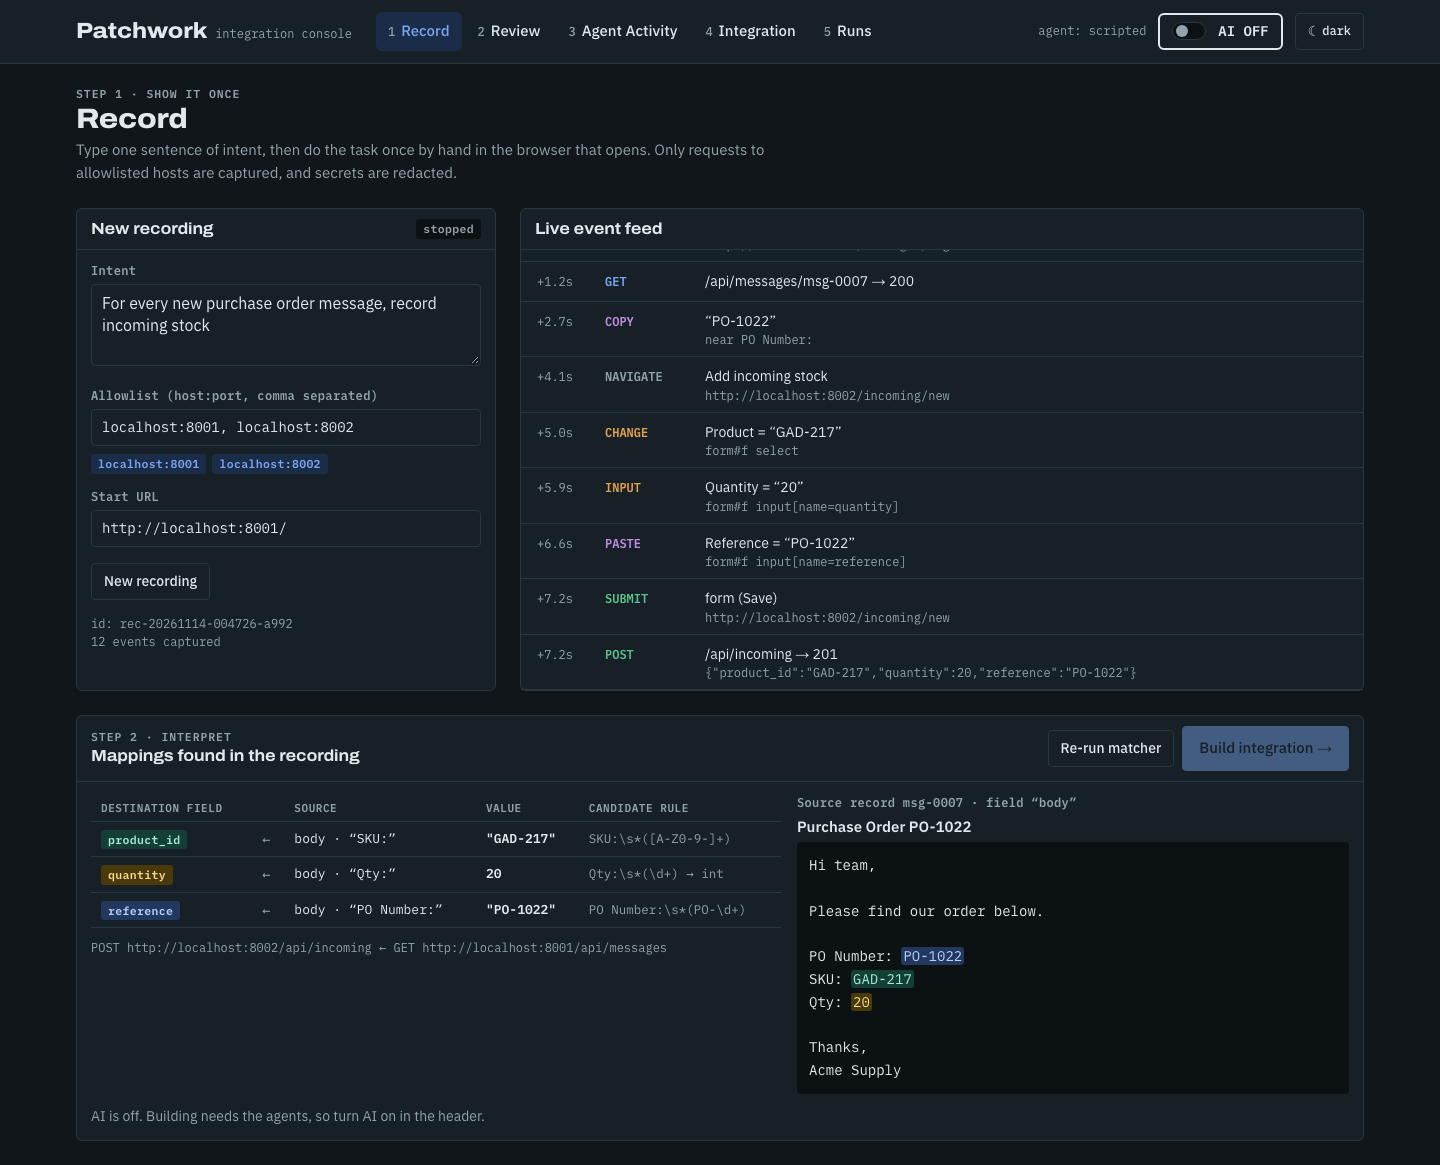 Patchwork integration console
1 Record
2 Review
3 Agent Activity
4 Integration
5 Runs
agent: scripted
AI OFF
☾ dark
STEP 1 · SHOW IT ONCE
Record
Type one sentence of intent, then do the task once by hand in the browser that opens. Only requests to
allowlisted hosts are captured, and secrets are redacted.
New recording
stopped
Intent
For every new purchase order message, record
incoming stock
Allowlist (host:port, comma separated)
localhost:8001, localhost:8002
localhost:8001 localhost:8002
Start URL
http://localhost:8001/
New recording
id: rec-20261114-004726-a992
12 events captured
Live event feed
+1.2s GET /api/messages/msg-0007 → 200
+2.7s COPY “PO-1022”
near PO Number:
+4.1s NAVIGATE Add incoming stock
http://localhost:8002/incoming/new
+5.0s CHANGE Product = “GAD-217”
form#f select
+5.9s INPUT Quantity = “20”
form#f input[name=quantity]
+6.6s PASTE Reference = “PO-1022”
form#f input[name=reference]
+7.2s SUBMIT form (Save)
http://localhost:8002/incoming/new
+7.2s POST /api/incoming → 201
{"product_id":"GAD-217","quantity":20,"reference":"PO-1022"}
STEP 2 · INTERPRET
Mappings found in the recording
Re-run matcher
Build integration →
DESTINATION FIELD SOURCE VALUE CANDIDATE RULE
product_id ← body · “SKU:” "GAD-217" SKU:\s*([A-Z0-9-]+)
quantity ← body · “Qty:” 20 Qty:\s*(\d+) → int
reference ← body · “PO Number:” "PO-1022" PO Number:\s*(PO-\d+)
POST http://localhost:8002/api/incoming ← GET http://localhost:8001/api/messages
Source record msg-0007 · field “body”
Purchase Order PO-1022
Hi team,
Please find our order below.
PO Number: PO-1022
SKU: GAD-217
Qty: 20
Thanks,
Acme Supply
AI is off. Building needs the agents, so turn AI on in the header.